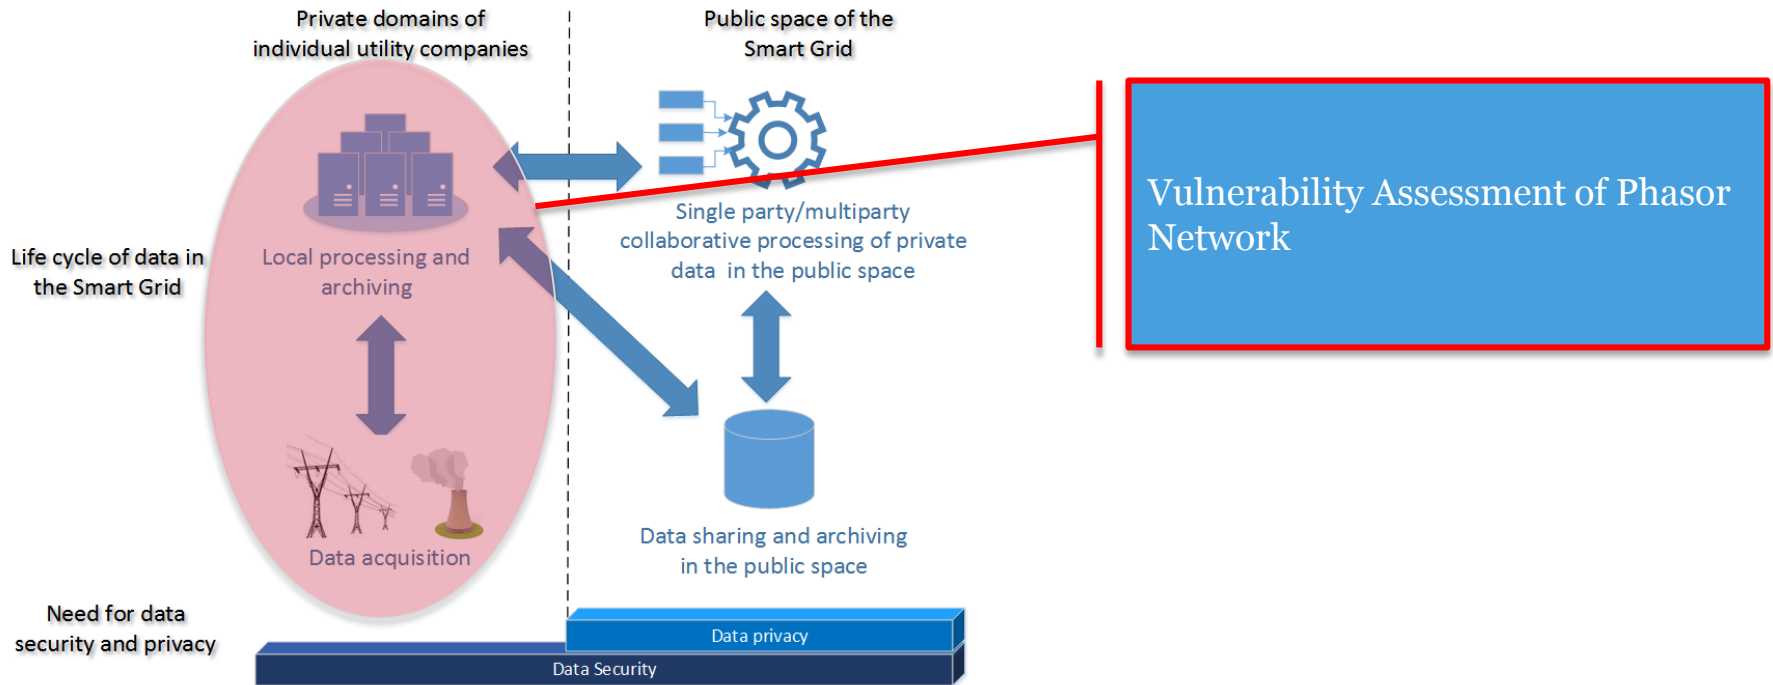 Private domains of
individual utility companies
Public space of the
Smart Grid
Vulnerability Assessment of Phasor
Network
Single party/multiparty
collaborative processing of private
data in the public space
Life cycle of data in
the Smart Grid
Local processing and
archiving
Data sharing and archiving
in the public space
Data acquisition
Need for data
security and privacy
Data privacy
Data Security